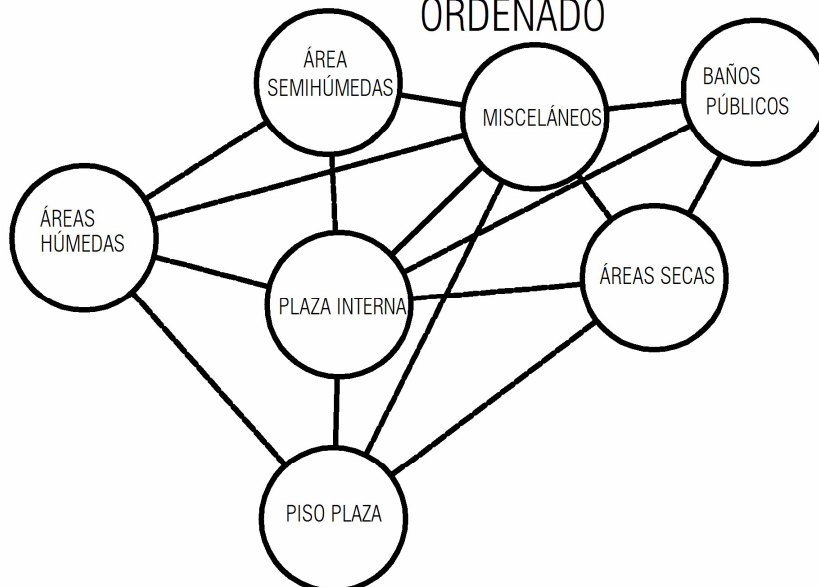 ORDENADO
ÁREA
SEMIHÚMEDAS
MISCELÁNEOS
BAÑOS
PÚBLICOS
ÁREAS
HÚMEDAS
PLAZA INTERNA
ÁREAS SECAS
PISO PLAZA